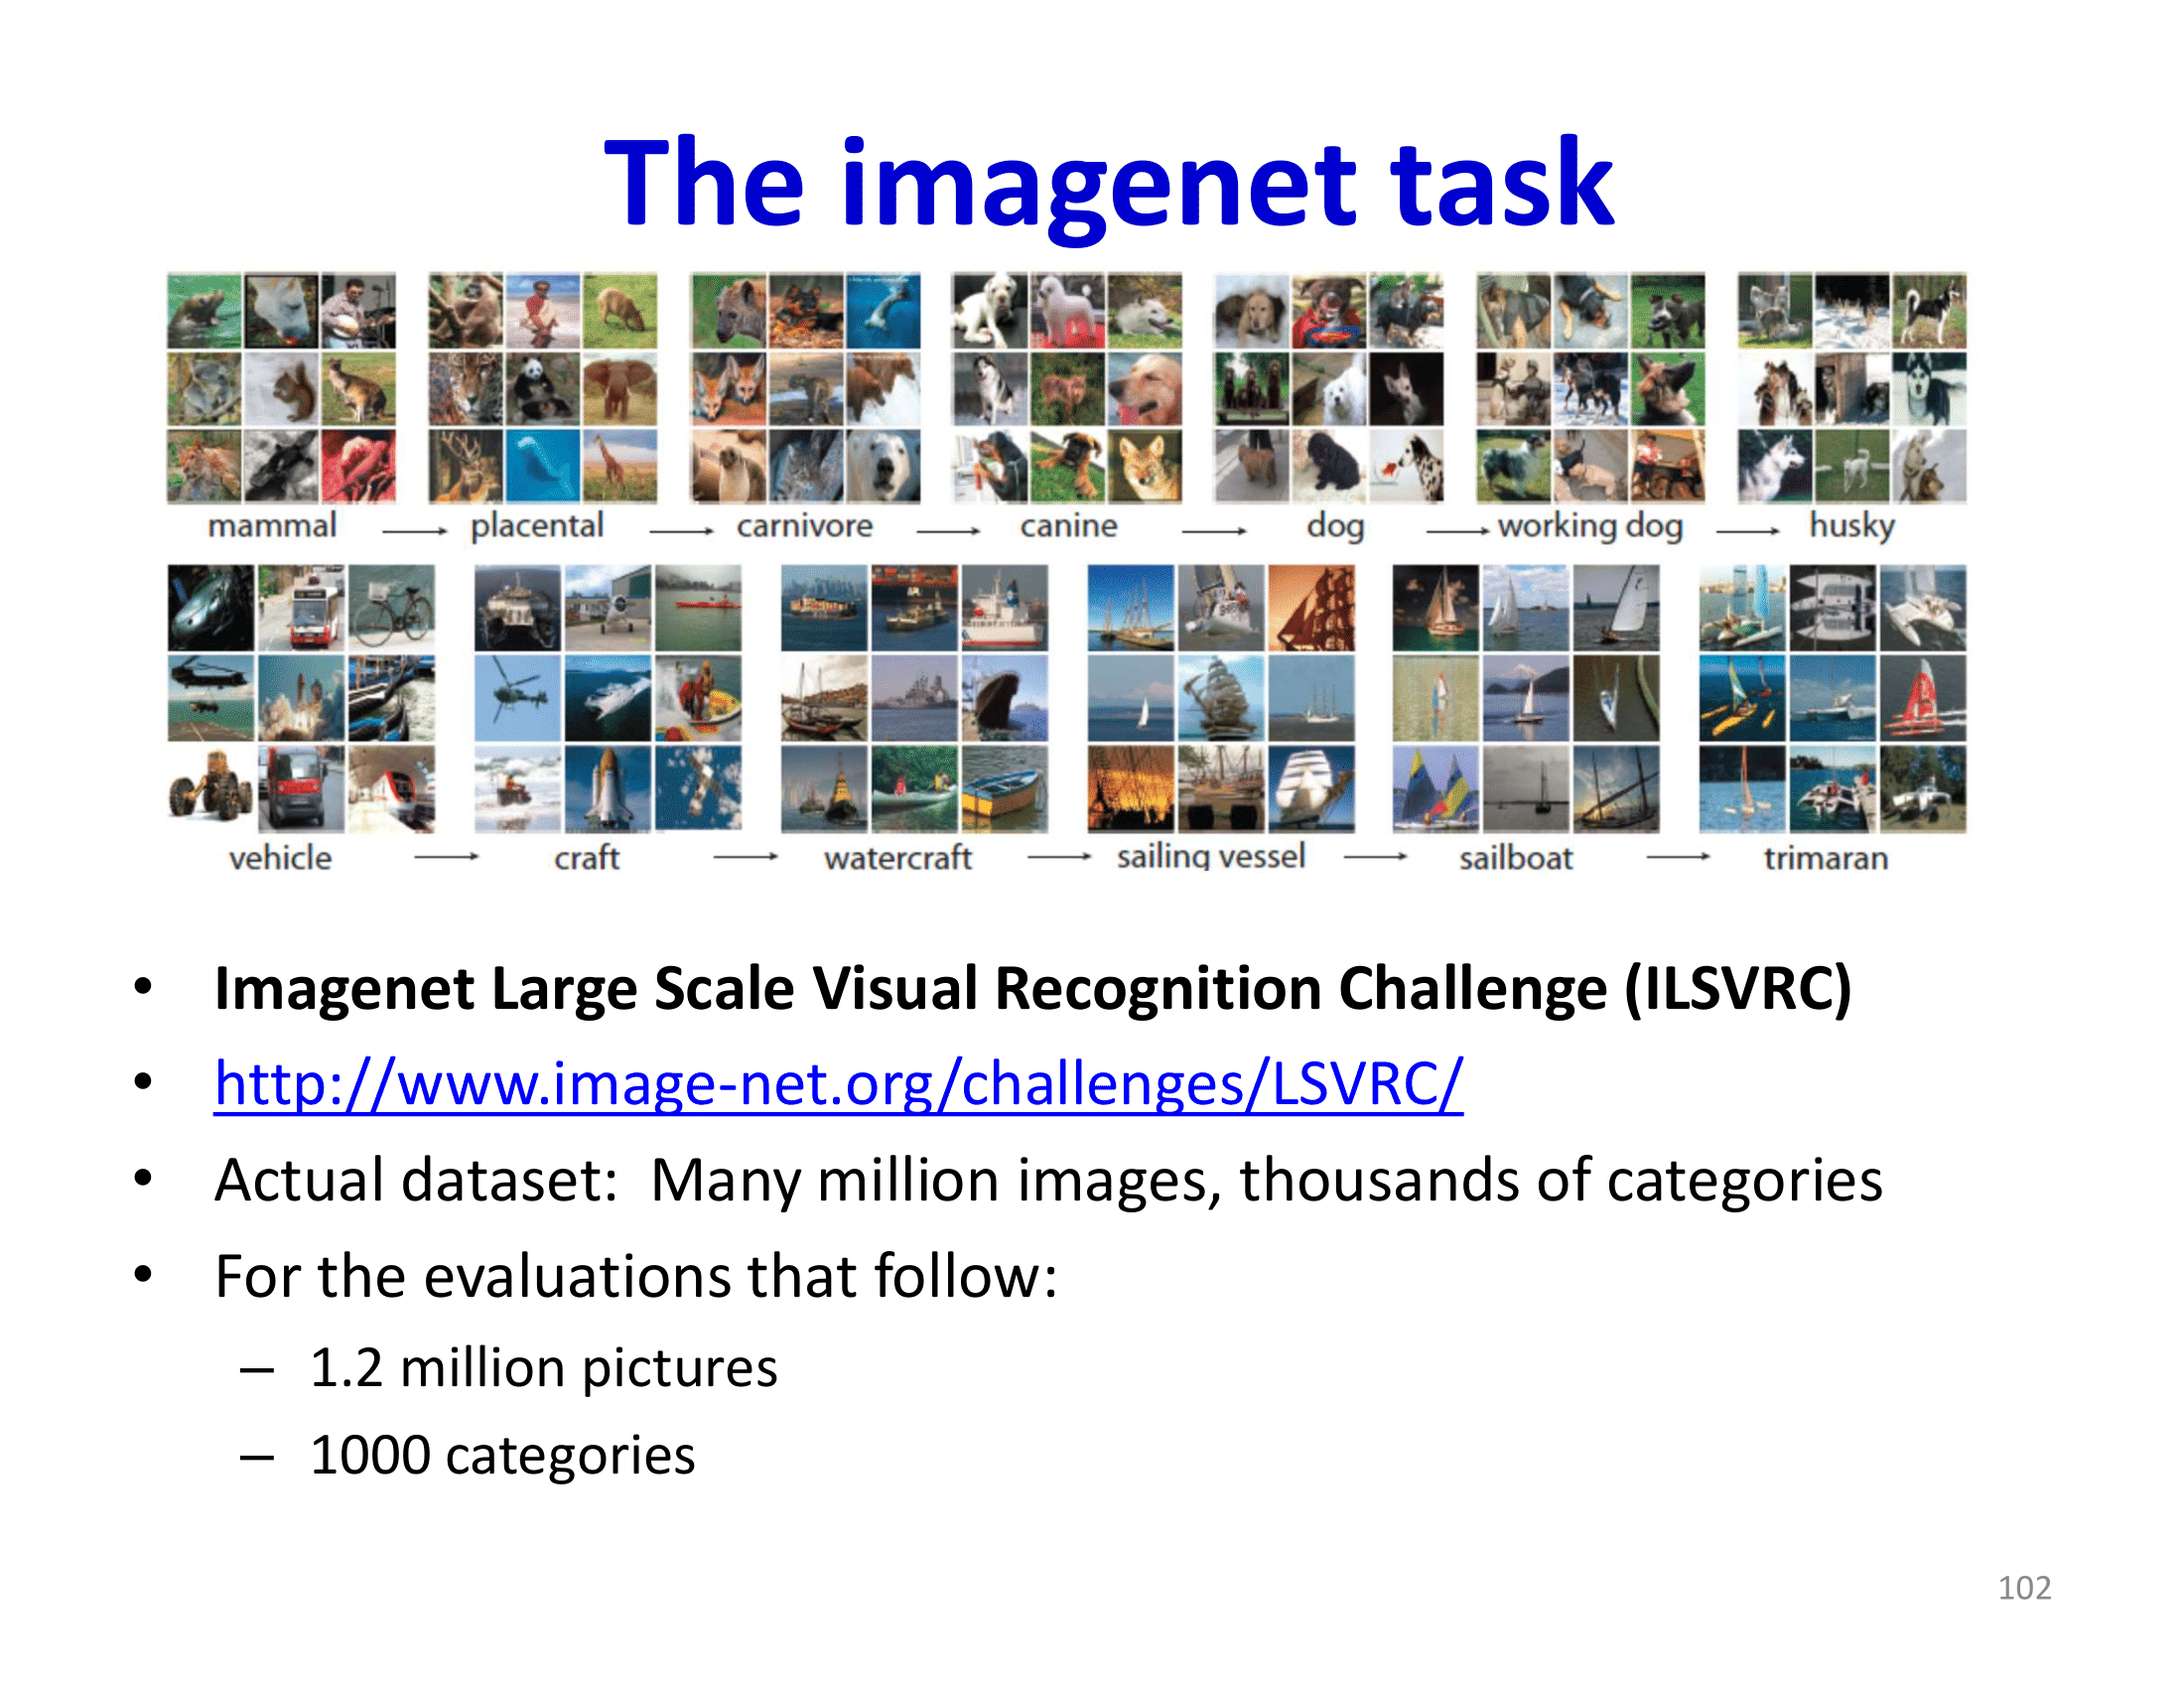 The imagenet task
mammal → placental → carnivore → canine → dog → working dog → husky
vehicle → craft → watercraft → sailing vessel → sailboat → trimaran
• Imagenet Large Scale Visual Recognition Challenge (ILSVRC)
• http://www.image-net.org/challenges/LSVRC/
• Actual dataset: Many million images, thousands of categories
• For the evaluations that follow:
– 1.2 million pictures
– 1000 categories
102